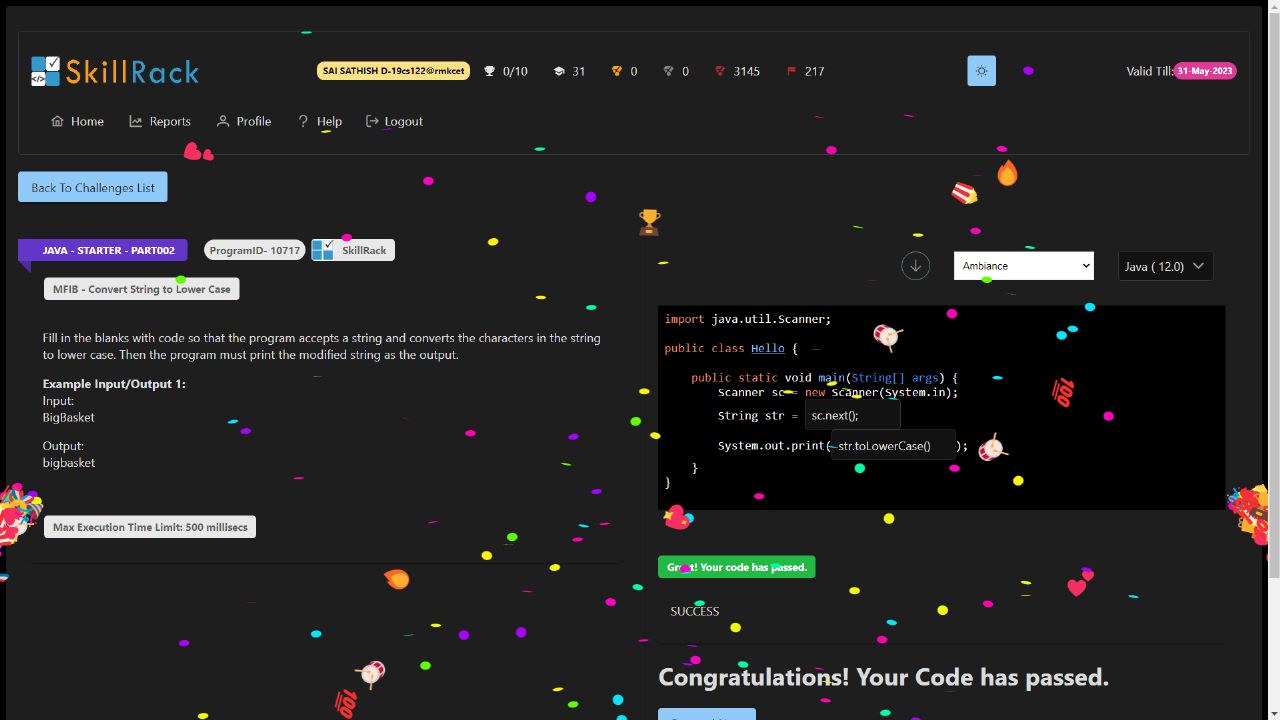 SkillRack
SAI SATHISH D-19cs122@rmkcet
0/10
31
0
0
3145
217
Valid Till: 31-May-2023
Home
Reports
Profile
Help
Logout
Back To Challenges List
JAVA - STARTER - PART002
ProgramID- 10717
SkillRack
MFIB - Convert String to Lower Case
Fill in the blanks with code so that the program accepts a string and converts the characters in the string
to lower case. Then the program must print the modified string as the output.
Example Input/Output 1:
Input:
BigBasket
Output:
bigbasket
Max Execution Time Limit: 500 millisecs
Ambiance
Java ( 12.0)
import java.util.Scanner;
public class Hello {
public static void main(String[] args) {
Scanner sc = new Scanner(System.in);
String str = sc.next();
System.out.print( str.toLowerCase() );
}
}
Great! Your code has passed.
SUCCESS
Congratulations! Your Code has passed.